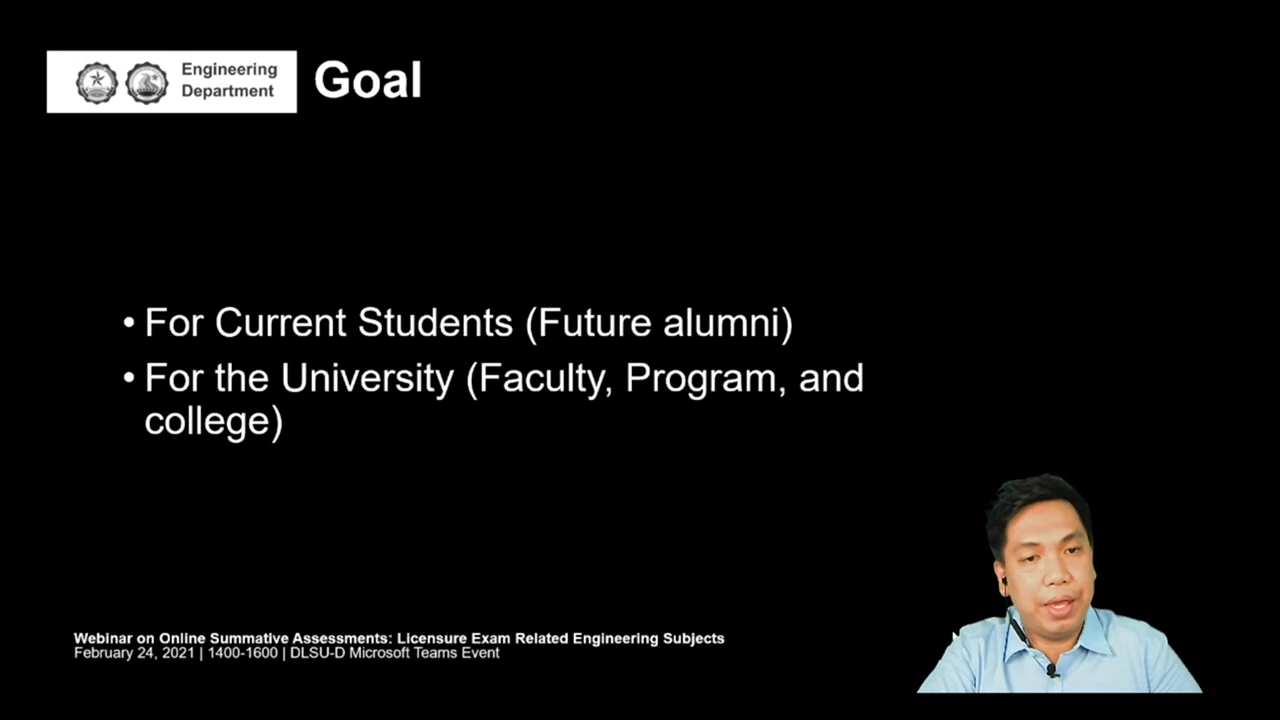 Engineering
Department
Goal
• For Current Students (Future alumni)
• For the University (Faculty, Program, and
college)
Webinar on Online Summative Assessments: Licensure Exam Related Engineering Subjects
February 24, 2021 | 1400-1600 | DLSU-D Microsoft Teams Event